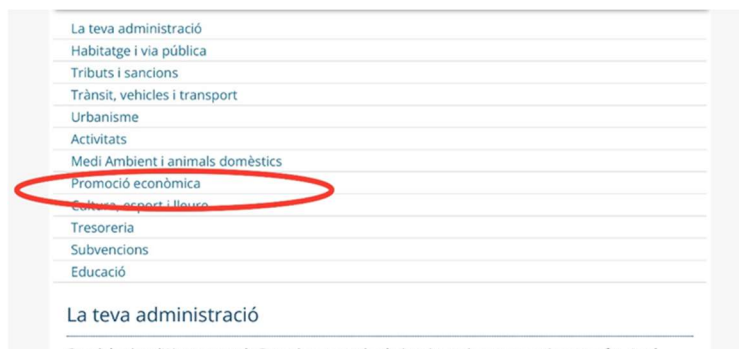 La teva administració
Habitatge i via pública
Tributs i sancions
Trànsit, vehicles i transport
Urbanisme
Activitats
Medi Ambient i animals domèstics
Promoció econòmica
Cultura, esport i lleure
Tresoreria
Subvencions
Educació
La teva administració